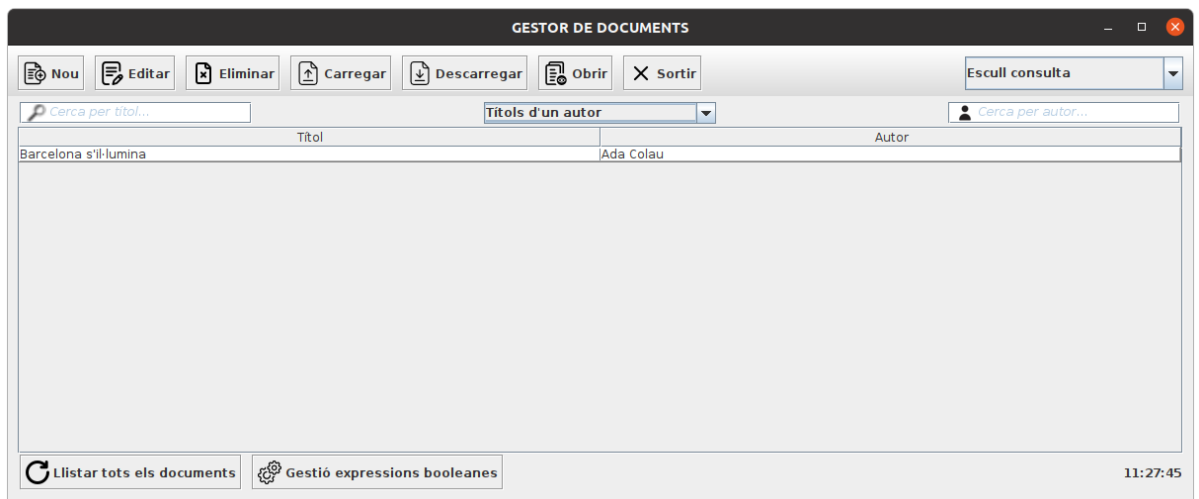 GESTOR DE DOCUMENTS
Nou Editar Eliminar Carregar Descarregar Obrir Sortir Escull consulta
Cerca per títol... Títols d'un autor Cerca per autor...
Títol Autor
Barcelona s'il·lumina Ada Colau
Llistar tots els documents Gestió expressions booleanes 11:27:45